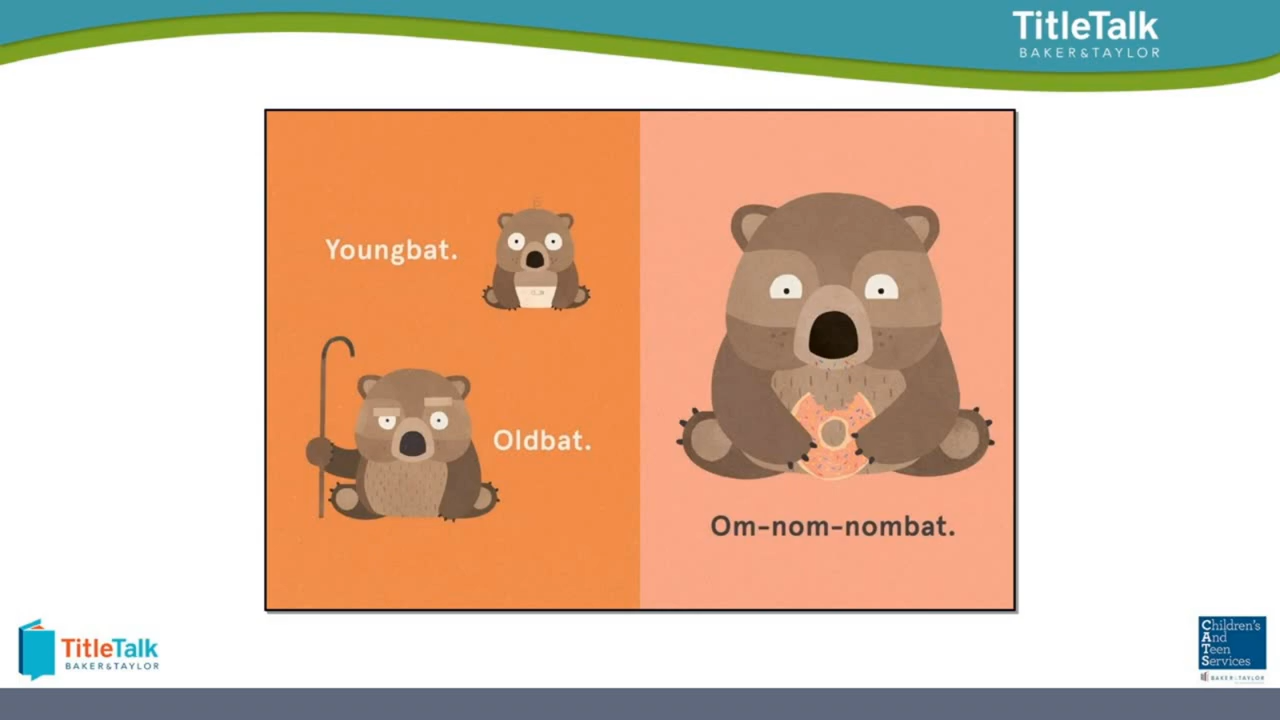 TitleTalk
BAKER & TAYLOR
Youngbat.
Oldbat.
Om-nom-nombat.
TitleTalk
BAKER & TAYLOR
Children's
And
Teen
Services
BAKER & TAYLOR